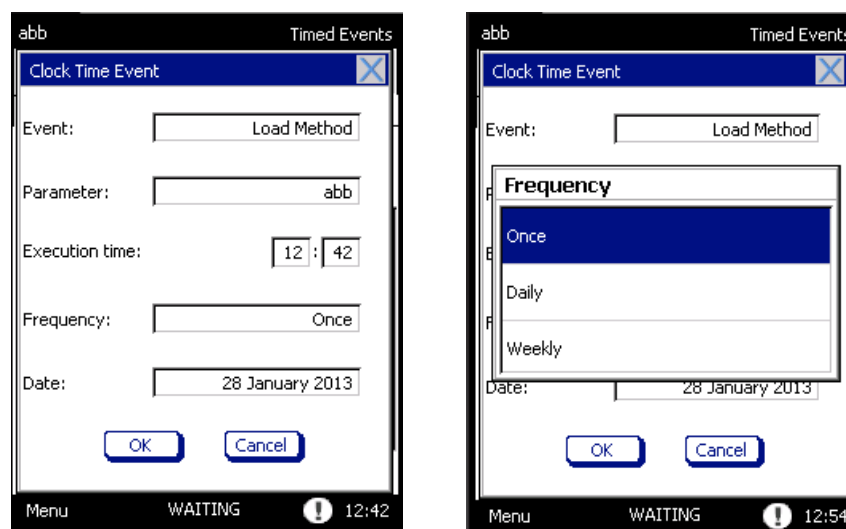 abb Timed Events
Clock Time Event
Event: Load Method
Parameter: abb
Execution time: 12 : 42
Frequency: Once
Date: 28 January 2013
OK Cancel
Menu WAITING 12:42
abb Timed Events
Clock Time Event
Event: Load Method
Frequency
Once
Daily
Weekly
Date: 28 January 2013
OK Cancel
Menu WAITING 12:54